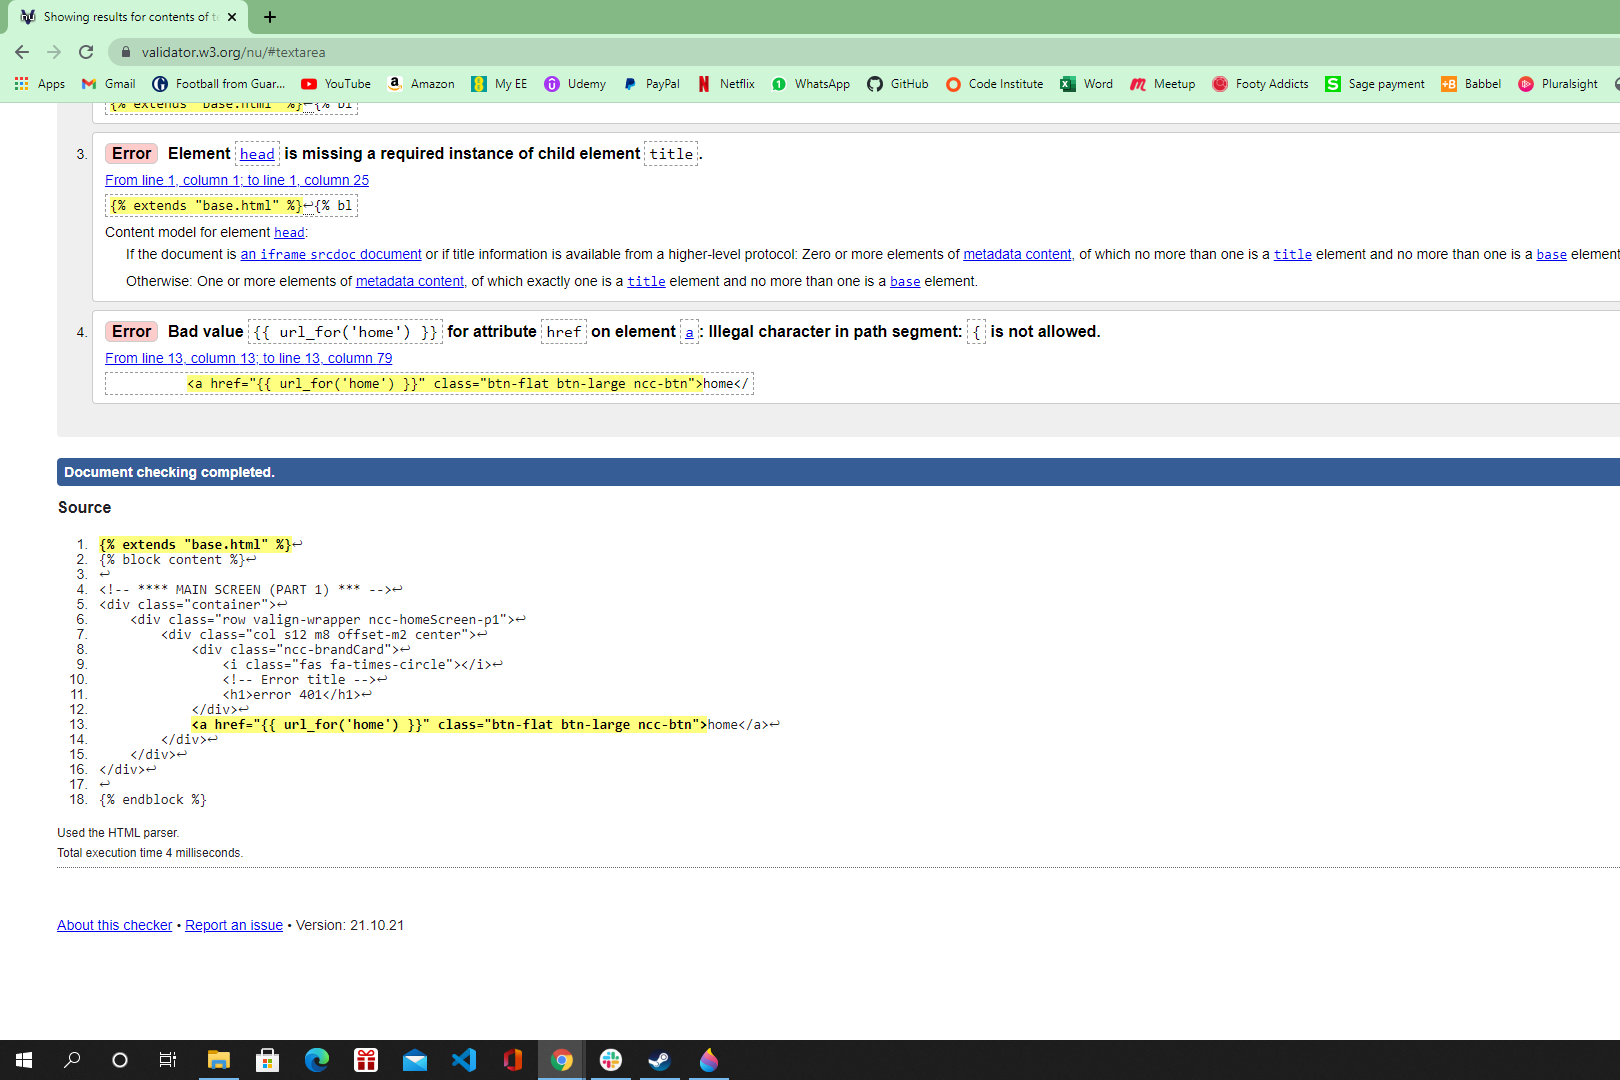 Showing results for contents of t
validator.w3.org/nu/#textarea
Apps Gmail Football from Guar... YouTube Amazon My EE Udemy PayPal Netflix WhatsApp GitHub Code Institute Word Meetup Footy Addicts Sage payment Babbel Pluralsight
{% extends "base.html" %}↩{% bl
3. Error Element head is missing a required instance of child element title.
From line 1, column 1; to line 1, column 25
{% extends "base.html" %}↩{% bl
Content model for element head:
If the document is an iframe srcdoc document or if title information is available from a higher-level protocol: Zero or more elements of metadata content, of which no more than one is a title element and no more than one is a base element
Otherwise: One or more elements of metadata content, of which exactly one is a title element and no more than one is a base element.
4. Error Bad value {{ url_for('home') }} for attribute href on element a: Illegal character in path segment: { is not allowed.
From line 13, column 13; to line 13, column 79
<a href="{{ url_for('home') }}" class="btn-flat btn-large ncc-btn">home</
Document checking completed.
Source
1. {% extends "base.html" %}↩
2. {% block content %}↩
3. ↩
4. <!-- **** MAIN SCREEN (PART 1) *** -->↩
5. <div class="container">↩
6. <div class="row valign-wrapper ncc-homeScreen-p1">↩
7. <div class="col s12 m8 offset-m2 center">↩
8. <div class="ncc-brandCard">↩
9. <i class="fas fa-times-circle"></i>↩
10. <!-- Error title -->↩
11. <h1>error 401</h1>↩
12. </div>↩
13. <a href="{{ url_for('home') }}" class="btn-flat btn-large ncc-btn">home</a>↩
14. </div>↩
15. </div>↩
16. </div>↩
17. ↩
18. {% endblock %}
Used the HTML parser.
Total execution time 4 milliseconds.
About this checker • Report an issue • Version: 21.10.21